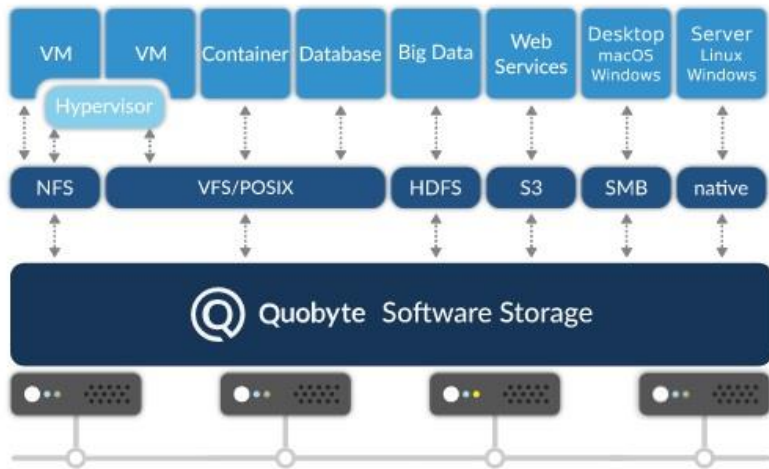 VM
VM
Container
Database
Big Data
Web
Services
Desktop
macOS
Windows
Server
Linux
Windows
Hypervisor
NFS
VFS/POSIX
HDFS
S3
SMB
native
Quobyte Software Storage